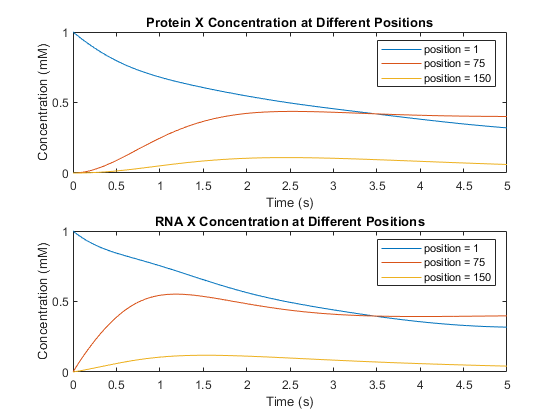 Protein X Concentration at Different Positions
Concentration (mM)
1
0.5
0
position = 1
position = 75
position = 150
0 0.5 1 1.5 2 2.5 3 3.5 4 4.5 5
Time (s)
RNA X Concentration at Different Positions
Concentration (mM)
1
0.5
0
position = 1
position = 75
position = 150
0 0.5 1 1.5 2 2.5 3 3.5 4 4.5 5
Time (s)